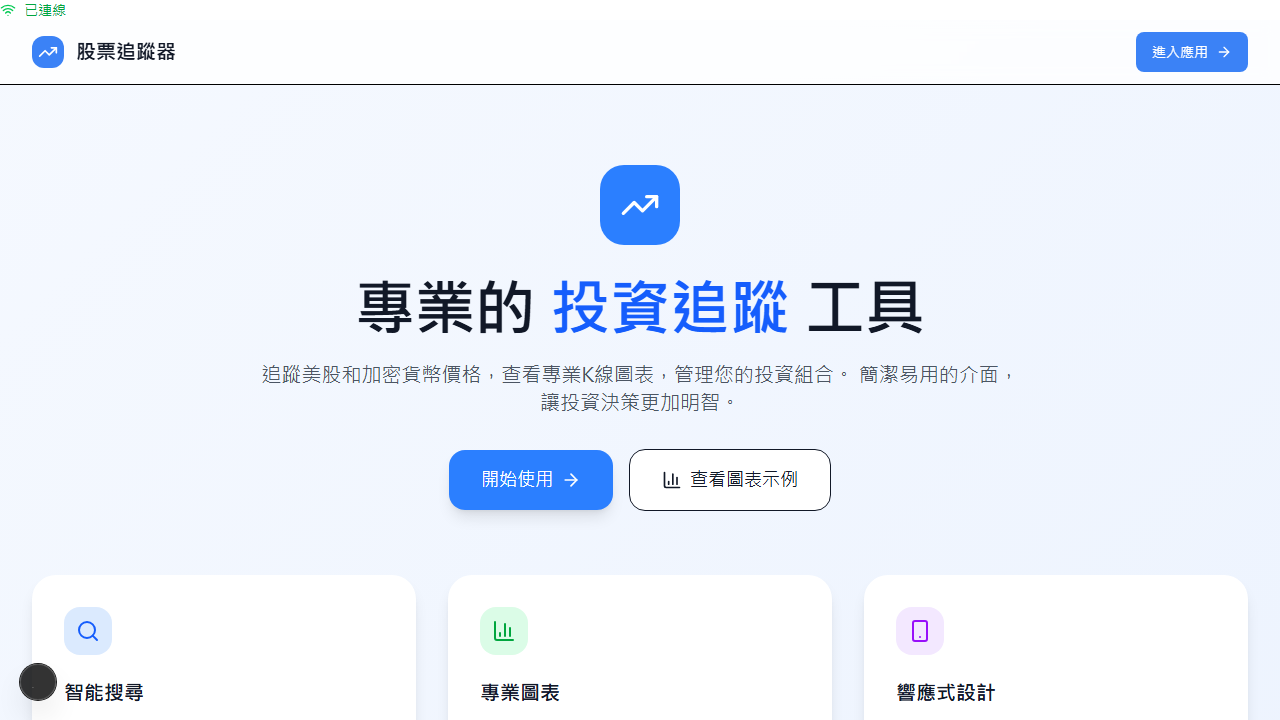 已連線
股票追蹤器
進入應用
專業的 投資追蹤 工具
追蹤美股和加密貨幣價格，查看專業K線圖表，管理您的投資組合。 簡潔易用的介面，
讓投資決策更加明智。
開始使用
查看圖表示例
智能搜尋
專業圖表
響應式設計